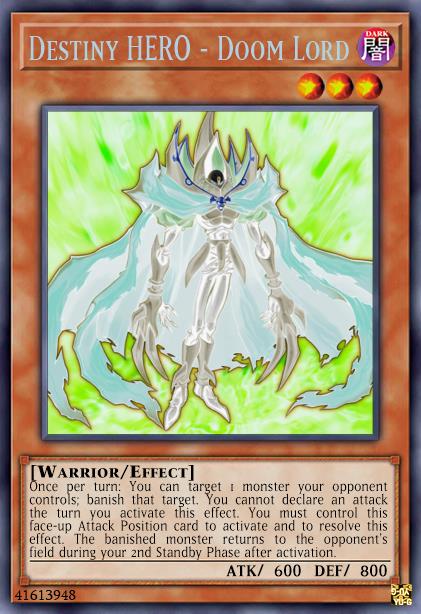 DESTINY HERO - DOOM LORD
DARK
闇
[WARRIOR/EFFECT]
Once per turn: You can target 1 monster your opponent
controls; banish that target. You cannot declare an attack
the turn you activate this effect. You must control this
face-up Attack Position card to activate and to resolve this
effect. The banished monster returns to the opponent's
field during your 2nd Standby Phase after activation.
ATK/ 600 DEF/ 800
41613948